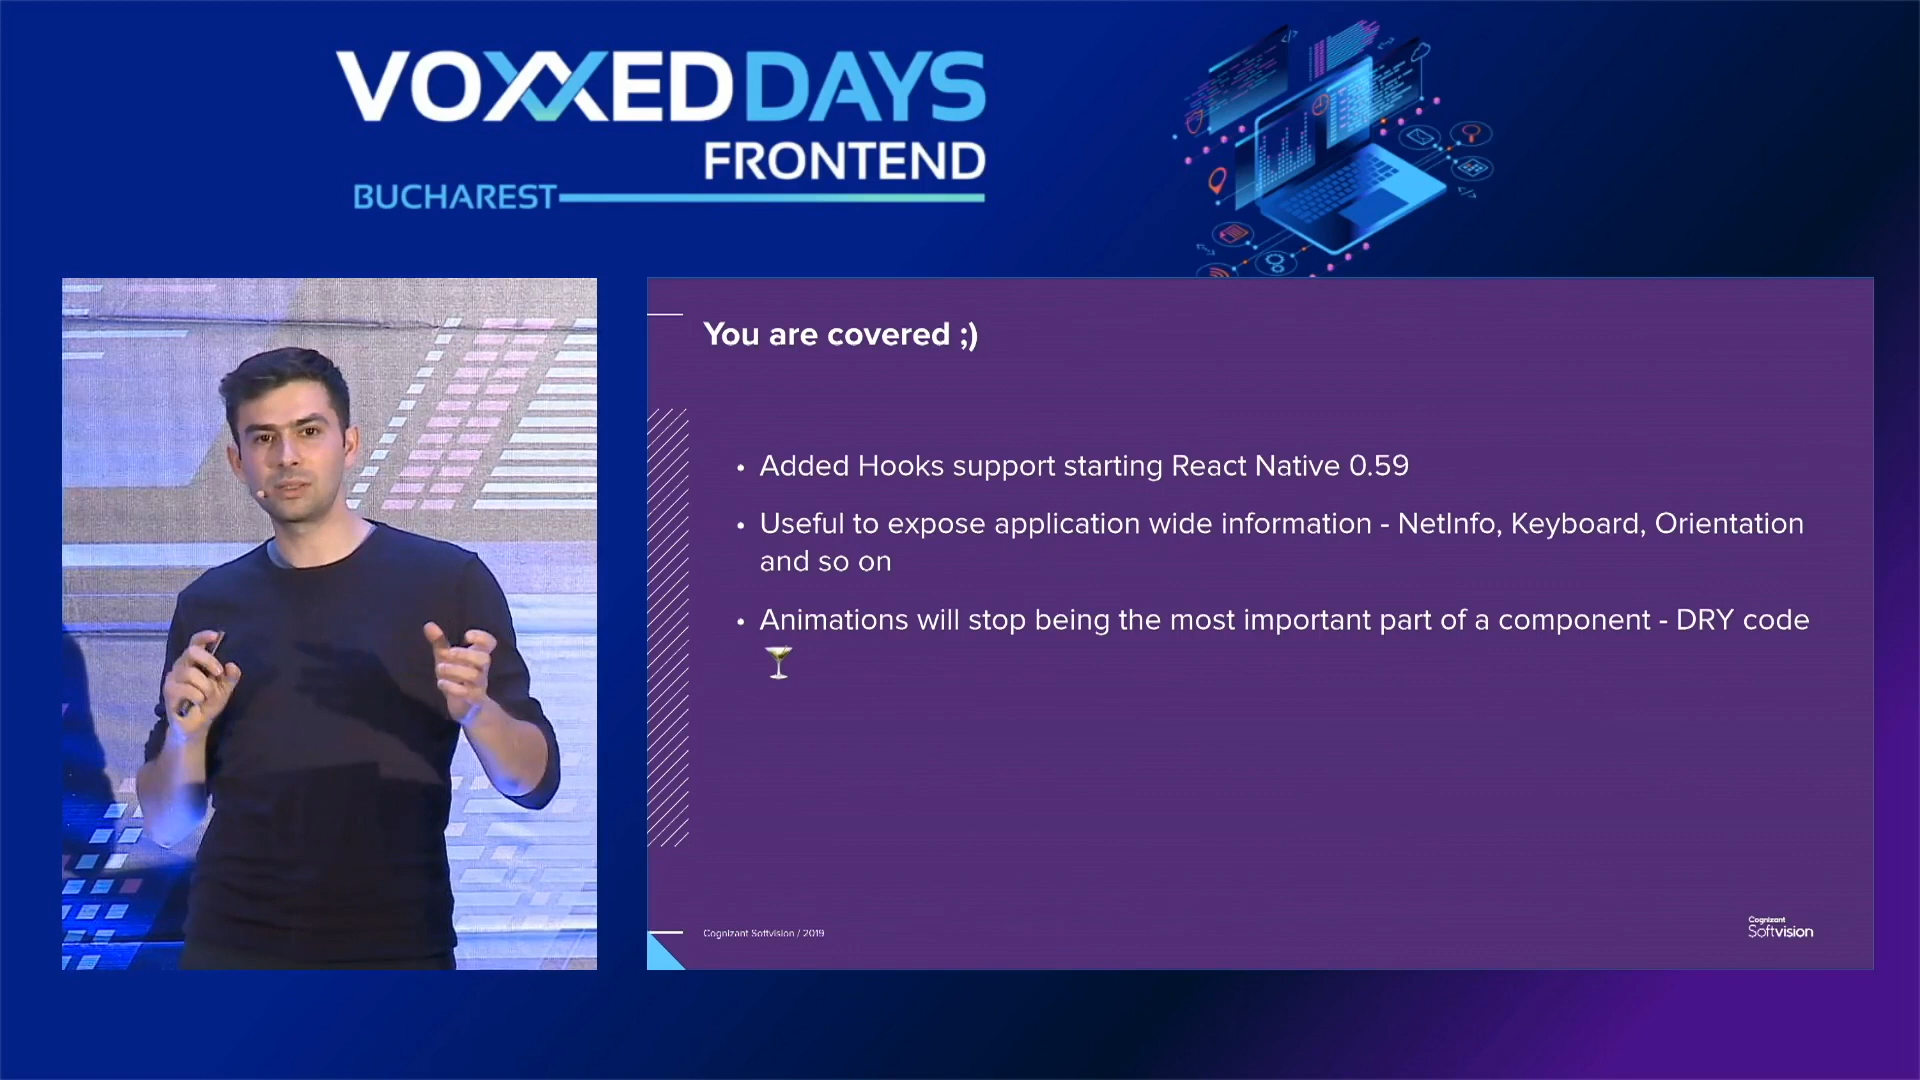 VOXXED DAYS
FRONTEND
BUCHAREST
You are covered ;)
• Added Hooks support starting React Native 0.59
• Useful to expose application wide information - NetInfo, Keyboard, Orientation
and so on
• Animations will stop being the most important part of a component - DRY code
🍸
Cognizant Softvision / 2019
Cognizant
Softvision